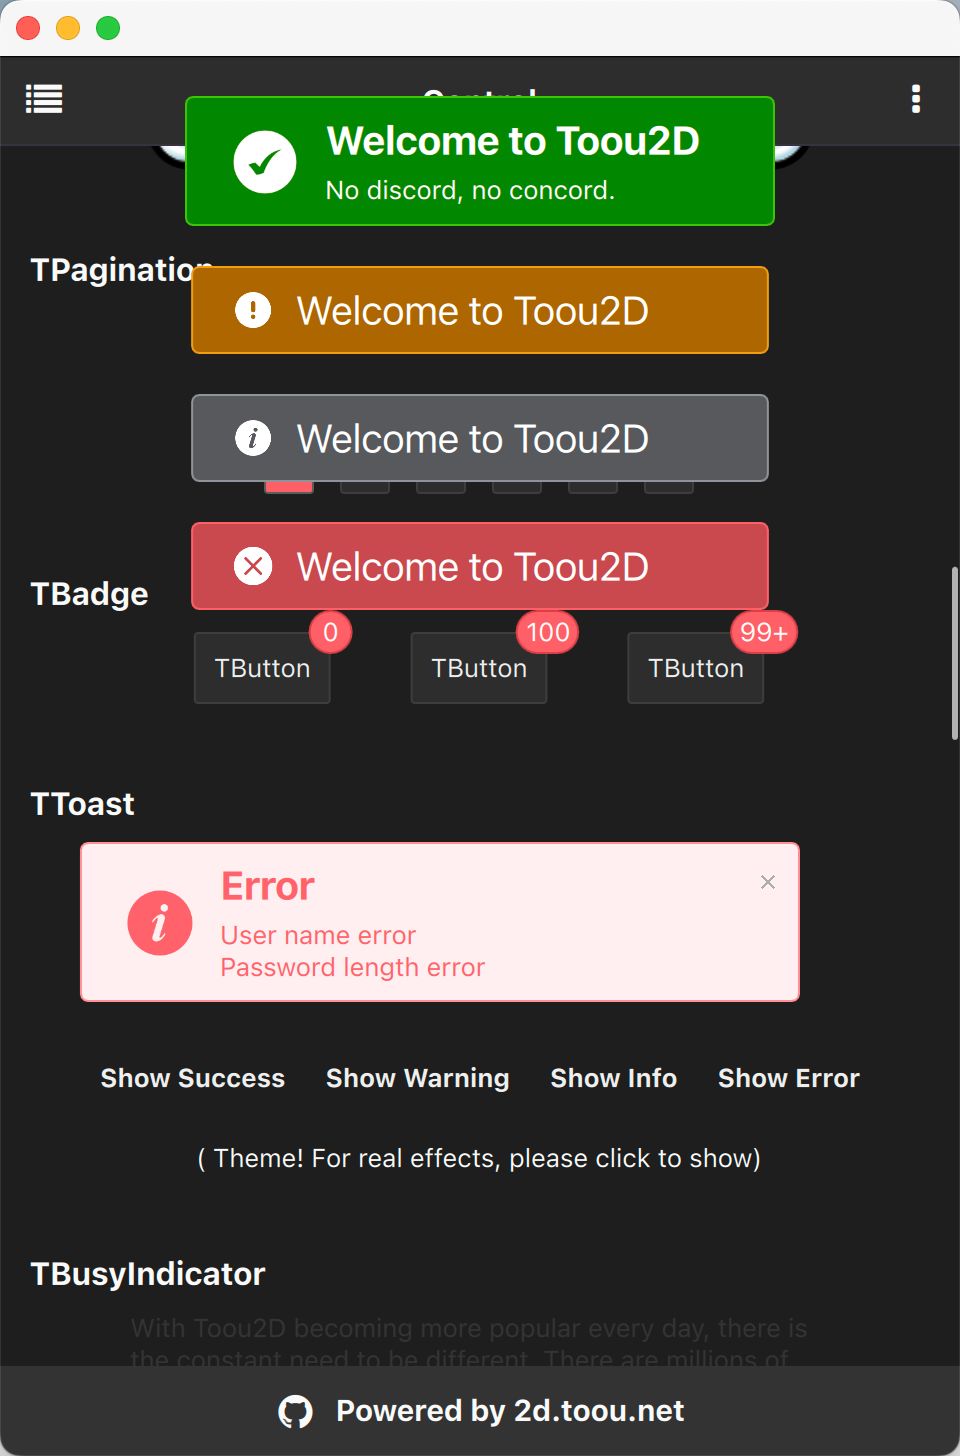 Welcome to Toou2D
No discord, no concord.
TPagination
Welcome to Toou2D
Welcome to Toou2D
Welcome to Toou2D
TBadge
0
100
99+
TButton
TButton
TButton
TToast
Error
User name error
Password length error
Show Success
Show Warning
Show Info
Show Error
( Theme! For real effects, please click to show)
TBusyIndicator
With Toou2D becoming more popular every day, there is
the constant need to be different. There are millions of
Powered by 2d.toou.net